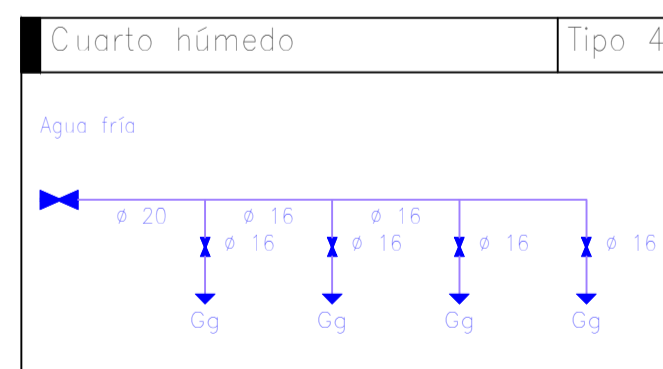 Cuarto húmedo Tipo 4
Agua fría
ø 20 ø 16 ø 16
ø 16 ø 16 ø 16 ø 16
Gg Gg Gg Gg